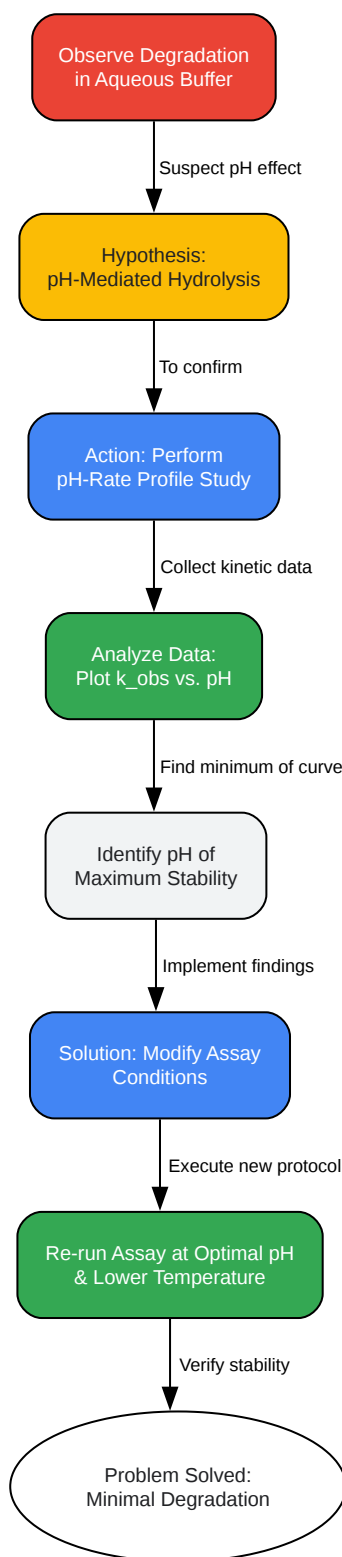 Observe Degradation
in Aqueous Buffer
Suspect pH effect
Hypothesis:
pH-Mediated Hydrolysis
To confirm
Action: Perform
pH-Rate Profile Study
Collect kinetic data
Analyze Data:
Plot k_obs vs. pH
Find minimum of curve
Identify pH of
Maximum Stability
Implement findings
Solution: Modify Assay
Conditions
Execute new protocol
Re-run Assay at Optimal pH
& Lower Temperature
Verify stability
Problem Solved:
Minimal Degradation